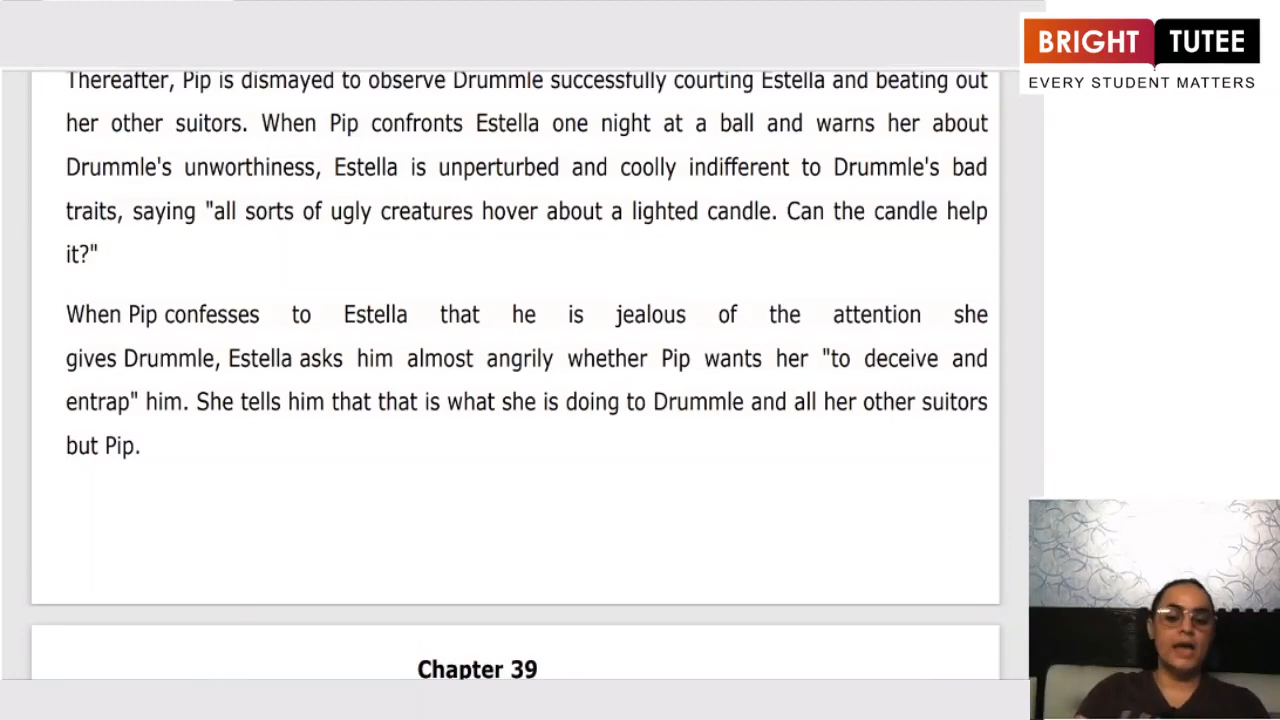 BRIGHT TUTEE
EVERY STUDENT MATTERS
Thereafter, Pip is dismayed to observe Drummle successfully courting Estella and beating out
her other suitors. When Pip confronts Estella one night at a ball and warns her about
Drummle's unworthiness, Estella is unperturbed and coolly indifferent to Drummle's bad
traits, saying "all sorts of ugly creatures hover about a lighted candle. Can the candle help
it?"
When Pip confesses to Estella that he is jealous of the attention she
gives Drummle, Estella asks him almost angrily whether Pip wants her "to deceive and
entrap" him. She tells him that that is what she is doing to Drummle and all her other suitors
but Pip.
Chapter 39